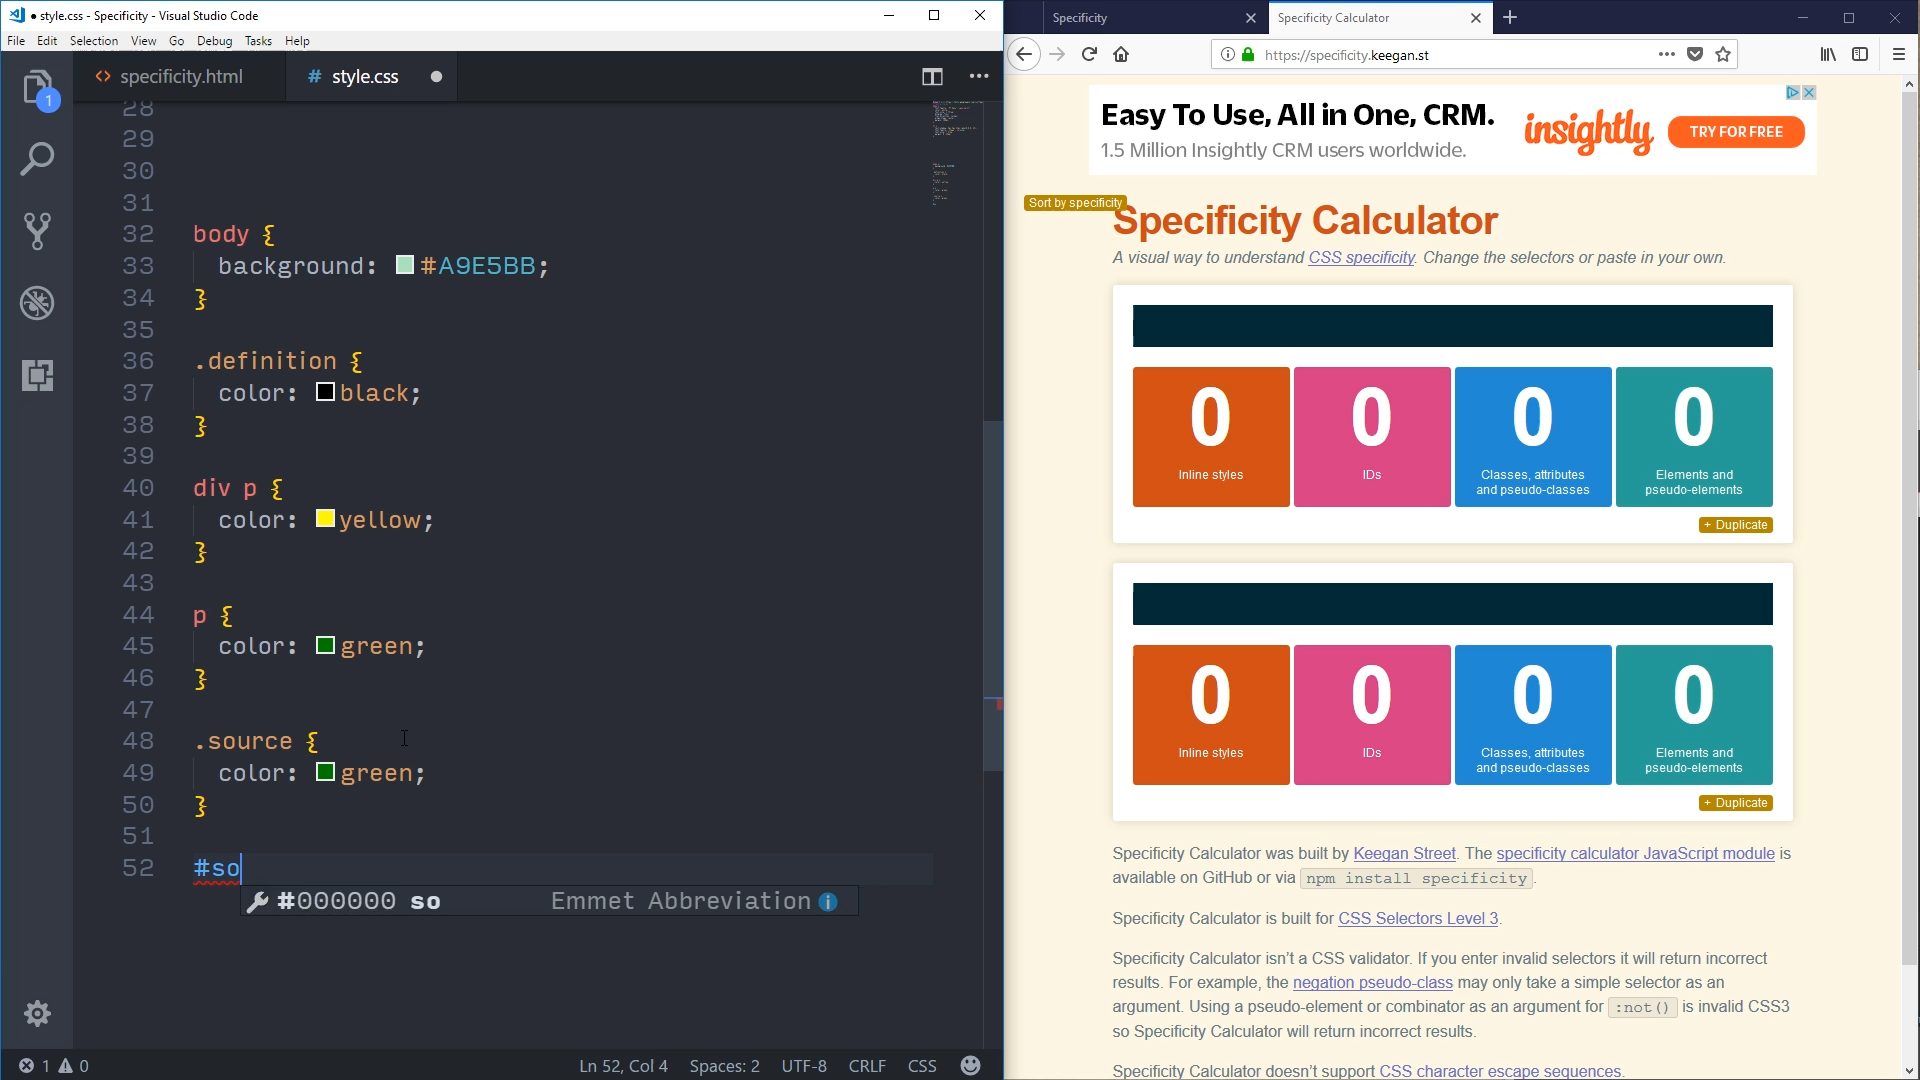 style.css - Specificity - Visual Studio Code
File Edit Selection View Go Debug Tasks Help
specificity.html
# style.css
1
28
29
30
31
32 body {
33 background: #A9E5BB;
34 }
35
36 .definition {
37 color: black;
38 }
39
40 div p {
41 color: yellow;
42 }
43
44 p {
45 color: green;
46 }
47
48 .source {
49 color: green;
50 }
51
52 #so
#000000 so Emmet Abbreviation
1 0 Ln 52, Col 4 Spaces: 2 UTF-8 CRLF CSS
Specificity
Specificity Calculator
https://specificity.keegan.st
Easy To Use, All in One, CRM.
1.5 Million Insightly CRM users worldwide.
insightly
TRY FOR FREE
Sort by specificity
Specificity Calculator
A visual way to understand CSS specificity. Change the selectors or paste in your own.
0 0 0 0
Inline styles
IDs
Classes, attributes
and pseudo-classes
Elements and
pseudo-elements
+ Duplicate
0 0 0 0
Inline styles
IDs
Classes, attributes
and pseudo-classes
Elements and
pseudo-elements
+ Duplicate
Specificity Calculator was built by Keegan Street. The specificity calculator JavaScript module is
available on GitHub or via npm install specificity.
Specificity Calculator is built for CSS Selectors Level 3.
Specificity Calculator isn't a CSS validator. If you enter invalid selectors it will return incorrect
results. For example, the negation pseudo-class may only take a simple selector as an
argument. Using a pseudo-element or combinator as an argument for :not() is invalid CSS3
so Specificity Calculator will return incorrect results.
Specificity Calculator doesn't support CSS character escape sequences.